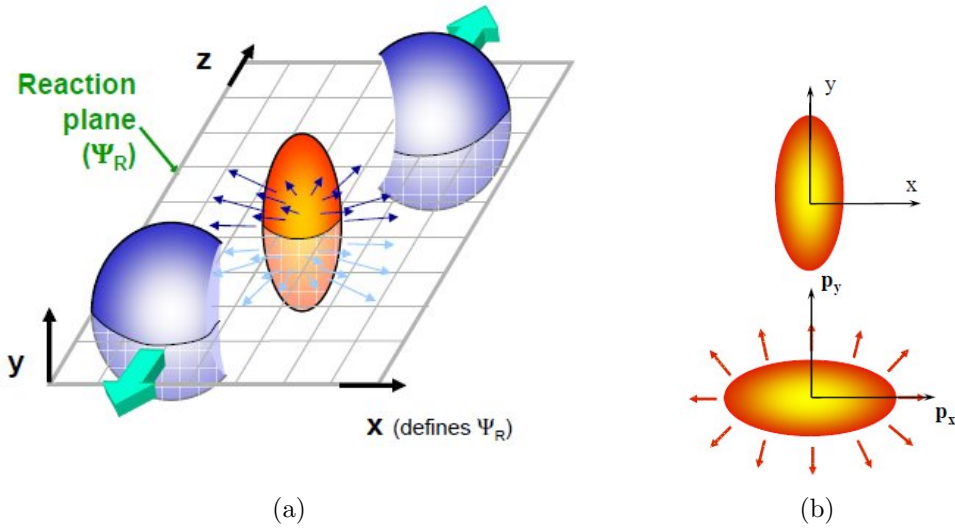 z
Reaction
plane
(Ψ_R)
y
x (defines Ψ_R)
(a)
y
x
p_y
p_x
(b)